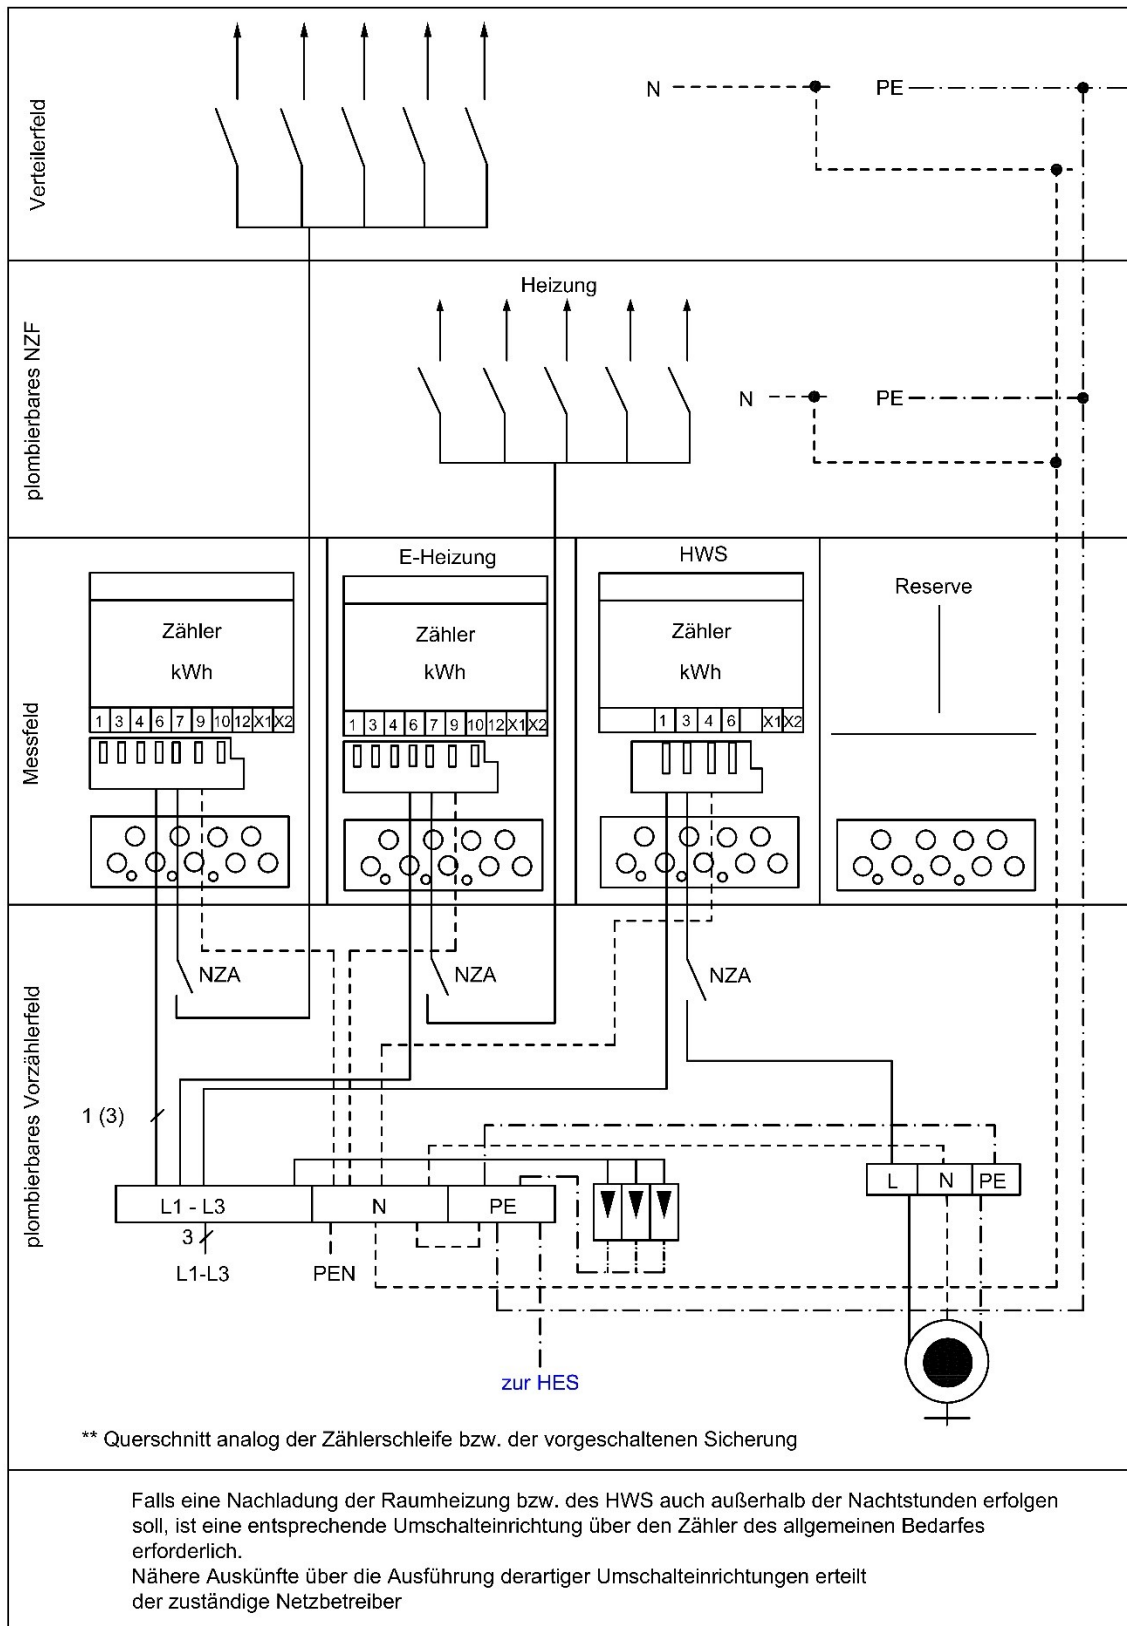 Verteilerfeld
N
PE
plombierbares NZF
Heizung
N
PE
Messfeld
E-Heizung
HWS
Reserve
Zähler
kWh
1 3 4 6 7 9 10 12 X1 X2
Zähler
kWh
1 3 4 6 7 9 10 12 X1 X2
Zähler
kWh
1 3 4 6 X1 X2
plombierbares Vorzählerfeld
NZA
NZA
NZA
1 (3)
L N PE
L1 - L3 N PE
3
L1-L3
PEN
zur HES
** Querschnitt analog der Zählerschleife bzw. der vorgeschaltenen Sicherung
Falls eine Nachladung der Raumheizung bzw. des HWS auch außerhalb der Nachtstunden erfolgen
soll, ist eine entsprechende Umschalteinrichtung über den Zähler des allgemeinen Bedarfes
erforderlich.
Nähere Auskünfte über die Ausführung derartiger Umschalteinrichtungen erteilt
der zuständige Netzbetreiber